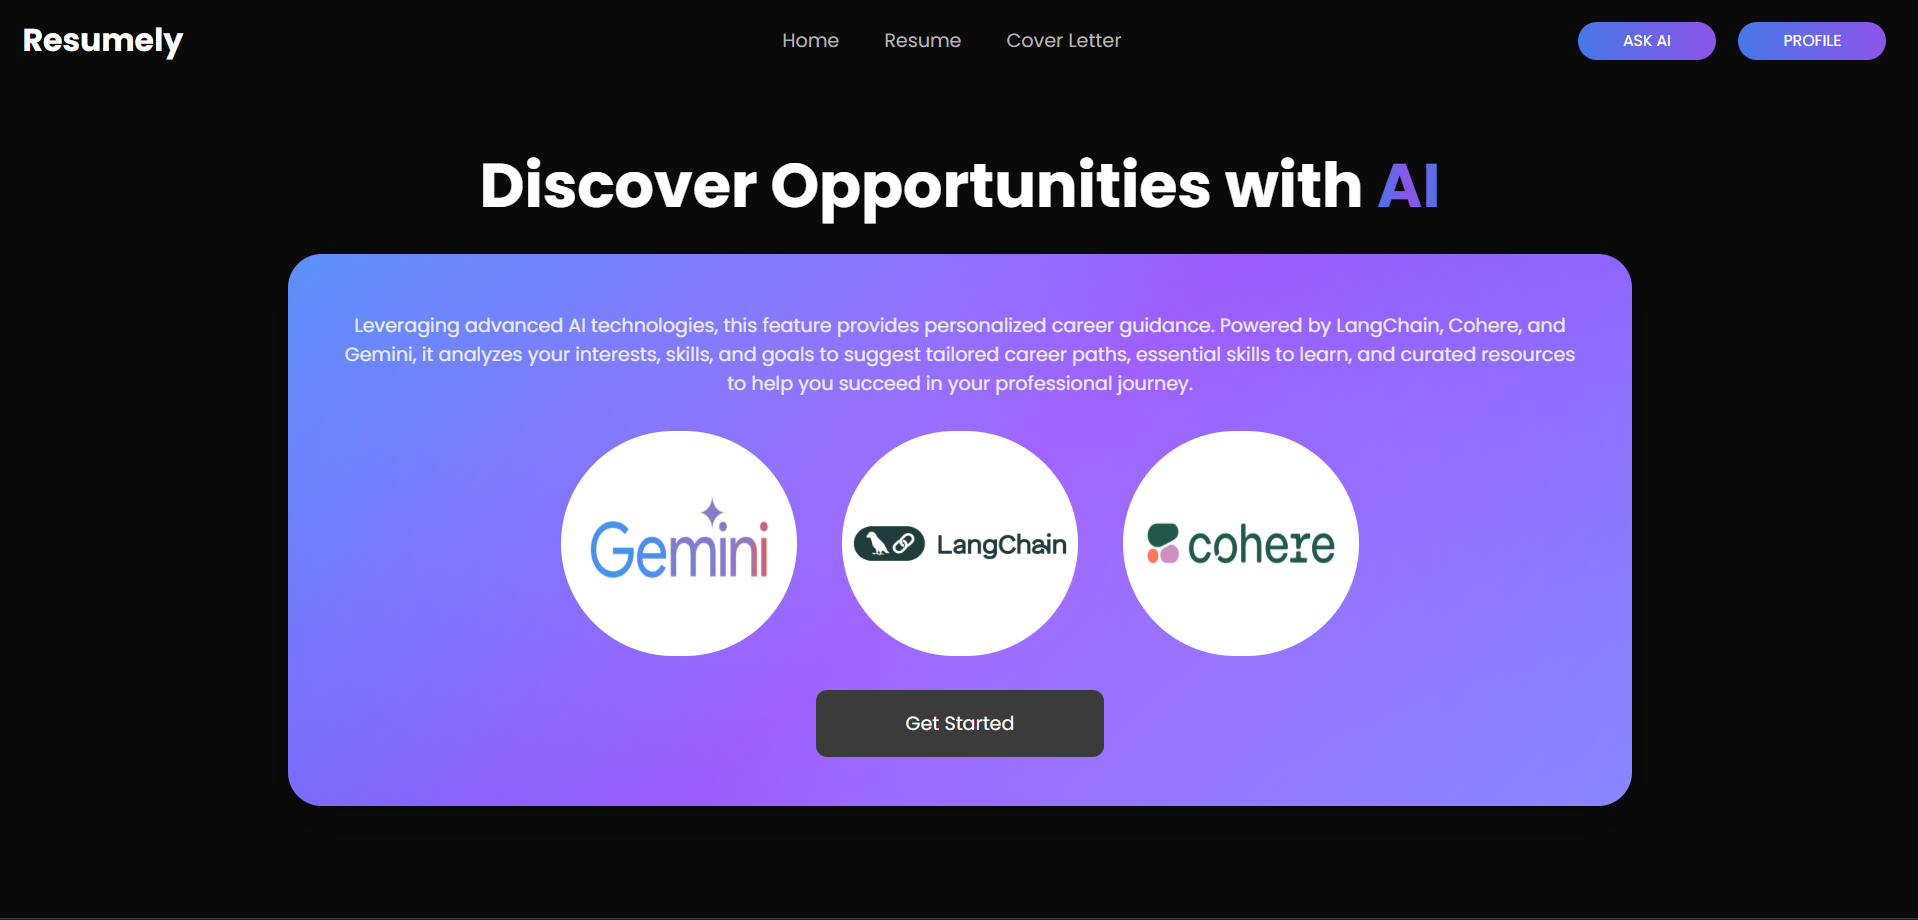 Resumely
Home
Resume
Cover Letter
ASK AI
PROFILE
Discover Opportunities with AI
Leveraging advanced AI technologies, this feature provides personalized career guidance. Powered by LangChain, Cohere, and
Gemini, it analyzes your interests, skills, and goals to suggest tailored career paths, essential skills to learn, and curated resources
to help you succeed in your professional journey.
Gemini
LangChain
cohere
Get Started